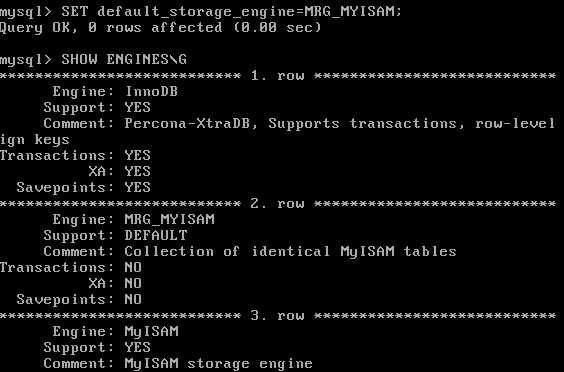 mysql> SET default_storage_engine=MRG_MYISAM;
Query OK, 0 rows affected (0.00 sec)

mysql> SHOW ENGINES\G
*************************** 1. row ***************************
      Engine: InnoDB
     Support: YES
     Comment: Percona-XtraDB, Supports transactions, row-level
ign keys
Transactions: YES
          XA: YES
  Savepoints: YES
*************************** 2. row ***************************
      Engine: MRG_MYISAM
     Support: DEFAULT
     Comment: Collection of identical MyISAM tables
Transactions: NO
          XA: NO
  Savepoints: NO
*************************** 3. row ***************************
      Engine: MyISAM
     Support: YES
     Comment: MyISAM storage engine